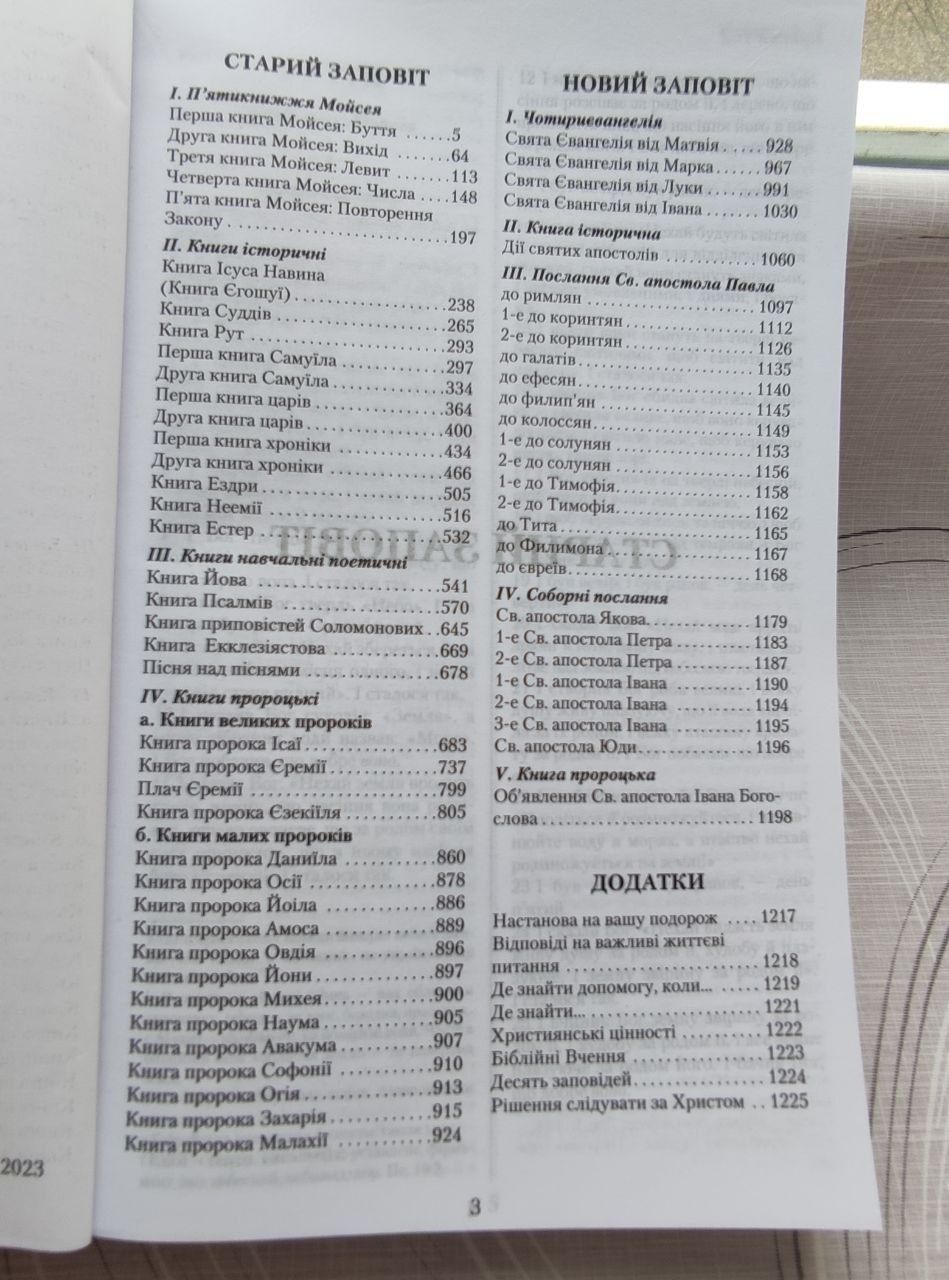 СТАРИЙ ЗАПОВІТ
I. П'ятикнижжя Мойсея
Перша книга Мойсея: Буття ......5
Друга книга Мойсея: Вихід .......64
Третя книга Мойсея: Левит .......113
Четверта книга Мойсея: Числа ....148
П'ята книга Мойсея: Повторення
Закону..........................197
II. Книги історичні
Книга Ісуса Навина
(Книга Єгошуї)..................238
Книга Суддів....................265
Книга Рут.......................293
Перша книга Самуїла.............297
Друга книга Самуїла.............334
Перша книга царів...............364
Друга книга царів...............400
Перша книга хроніки.............434
Друга книга хроніки.............466
Книга Ездри.....................505
Книга Неемії....................516
Книга Естер.....................532
III. Книги навчальні поетичні
Книга Йова .....................541
Книга Псалмів ..................570
Книга приповістей Соломонових ..645
Книга Екклезіястова ............669
Пісня над піснями ..............678
IV. Книги пророцькі
а. Книги великих пророків
Книга пророка Ісаї..............683
Книга пророка Єремії............737
Плач Єремії ....................799
Книга пророка Єзекіїля..........805
б. Книги малих пророків
Книга пророка Даниїла ..........860
Книга пророка Осії .............878
Книга пророка Йоіла ............886
Книга пророка Амоса ............889
Книга пророка Овдія ............896
Книга пророка Йони..............897
Книга пророка Михея.............900
Книга пророка Наума.............905
Книга пророка Авакума...........907
Книга пророка Софонії ..........910
Книга пророка Огія..............913
Книга пророка Захарія...........915
Книга пророка Малахії ..........924
НОВИЙ ЗАПОВІТ
I. Чотириевангелія
Свята Євангелія від Матвія......928
Свята Євангелія від Марка.......967
Свята Євангелія від Луки........991
Свята Євангелія від Івана.......1030
II. Книга історична
Дії святих апостолів ...........1060
III. Послання Св. апостола Павла
до римлян ......................1097
1-е до коринтян.................1112
2-е до коринтян.................1126
до галатів......................1135
до ефесян.......................1140
до филип'ян ....................1145
до колоссян.....................1149
1-е до солунян .................1153
2-е до солунян .................1156
1-е до Тимофія..................1158
2-е до Тимофія..................1162
до Тита.........................1165
до Филимона.....................1167
до євреїв.......................1168
IV. Соборні послання
Св. апостола Якова..............1179
1-е Св. апостола Петра .........1183
2-е Св. апостола Петра .........1187
1-е Св. апостола Івана .........1190
2-е Св. апостола Івана .........1194
3-е Св. апостола Івана .........1195
Св. апостола Юди................1196
V. Книга пророцька
Об'явлення Св. апостола Івана Бого-
слова...........................1198
ДОДАТКИ
Настанова на вашу подорож ....1217
Відповіді на важливі життєві
питання ........................1218
Де знайти допомогу, коли... .....1219
Де знайти.......................1221
Християнські цінності ..........1222
Біблійні Вчення ................1223
Десять заповідей................1224
Рішення слідувати за Христом ..1225
2023
3